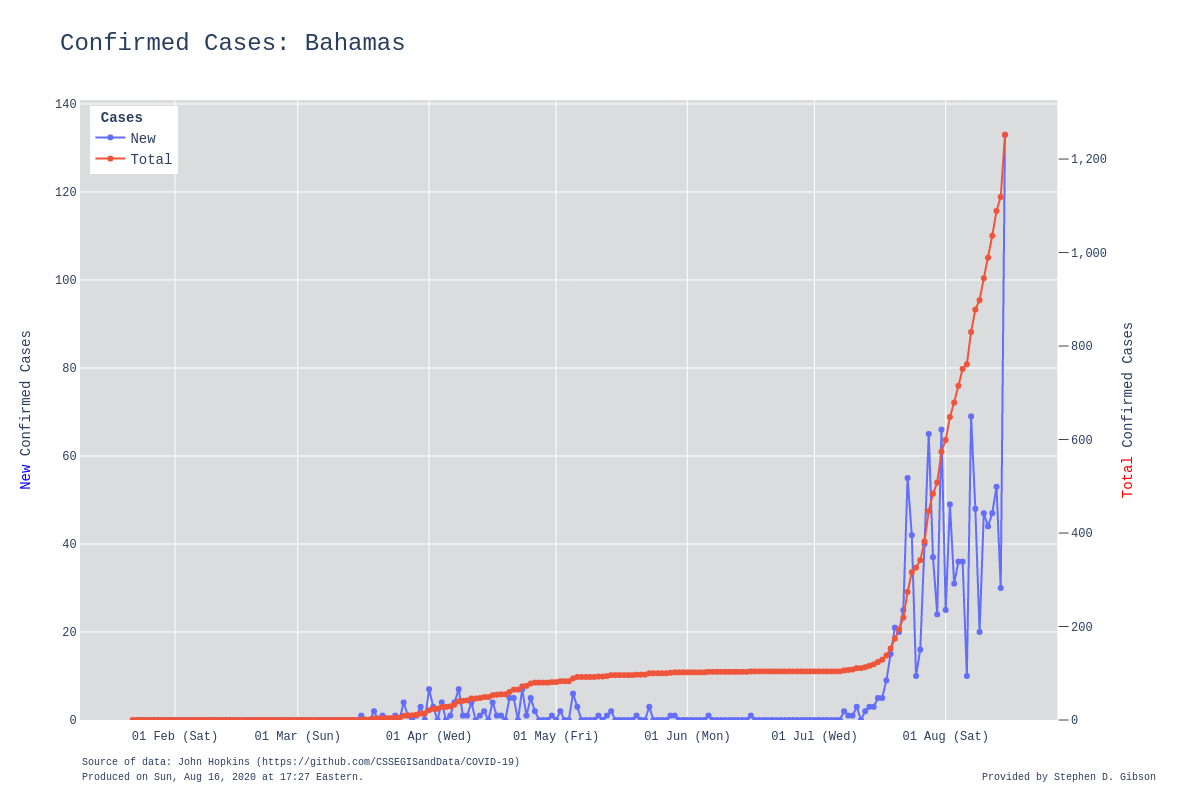 Confirmed Cases: Bahamas
Cases
New
Total
140
120
100
80
60
40
20
0
1,200
1,000
800
600
400
200
0
New Confirmed Cases
Total Confirmed Cases
01 Feb (Sat) 01 Mar (Sun) 01 Apr (Wed) 01 May (Fri) 01 Jun (Mon) 01 Jul (Wed) 01 Aug (Sat)
Source of data: John Hopkins (https://github.com/CSSEGISandData/COVID-19)
Produced on Sun, Aug 16, 2020 at 17:27 Eastern.
Provided by Stephen D. Gibson